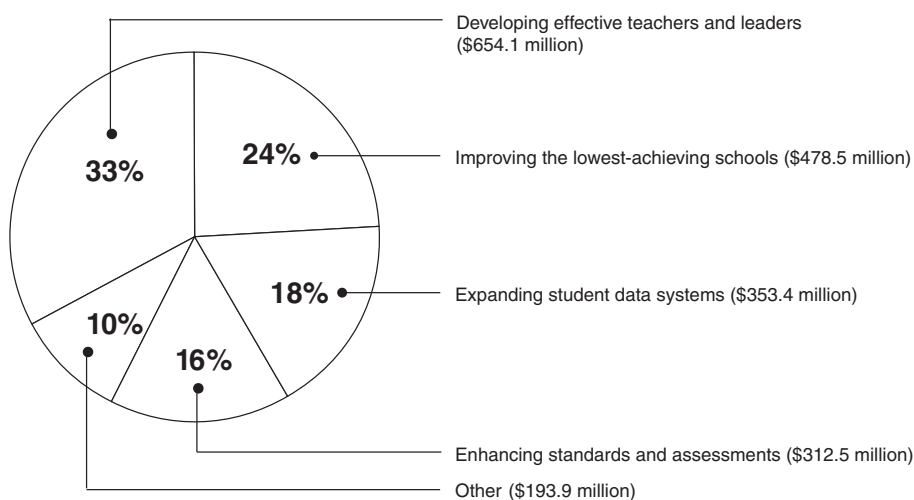 Developing effective teachers and leaders
($654.1 million)
24%
Improving the lowest-achieving schools ($478.5 million)
33%
18%
Expanding student data systems ($353.4 million)
10%
16%
Enhancing standards and assessments ($312.5 million)
Other ($193.9 million)